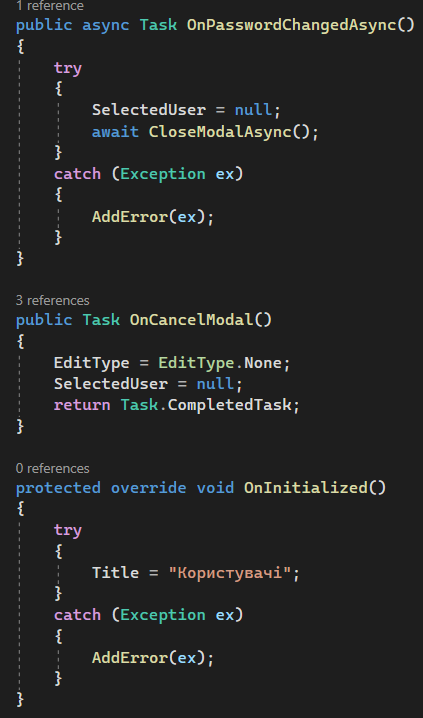 1 reference
public async Task OnPasswordChangedAsync()
{
    try
    {
        SelectedUser = null;
        await CloseModalAsync();
    }
    catch (Exception ex)
    {
        AddError(ex);
    }
}
3 references
public Task OnCancelModal()
{
    EditType = EditType.None;
    SelectedUser = null;
    return Task.CompletedTask;
}
0 references
protected override void OnInitialized()
{
    try
    {
        Title = "Користувачі";
    }
    catch (Exception ex)
    {
        AddError(ex);
    }
}